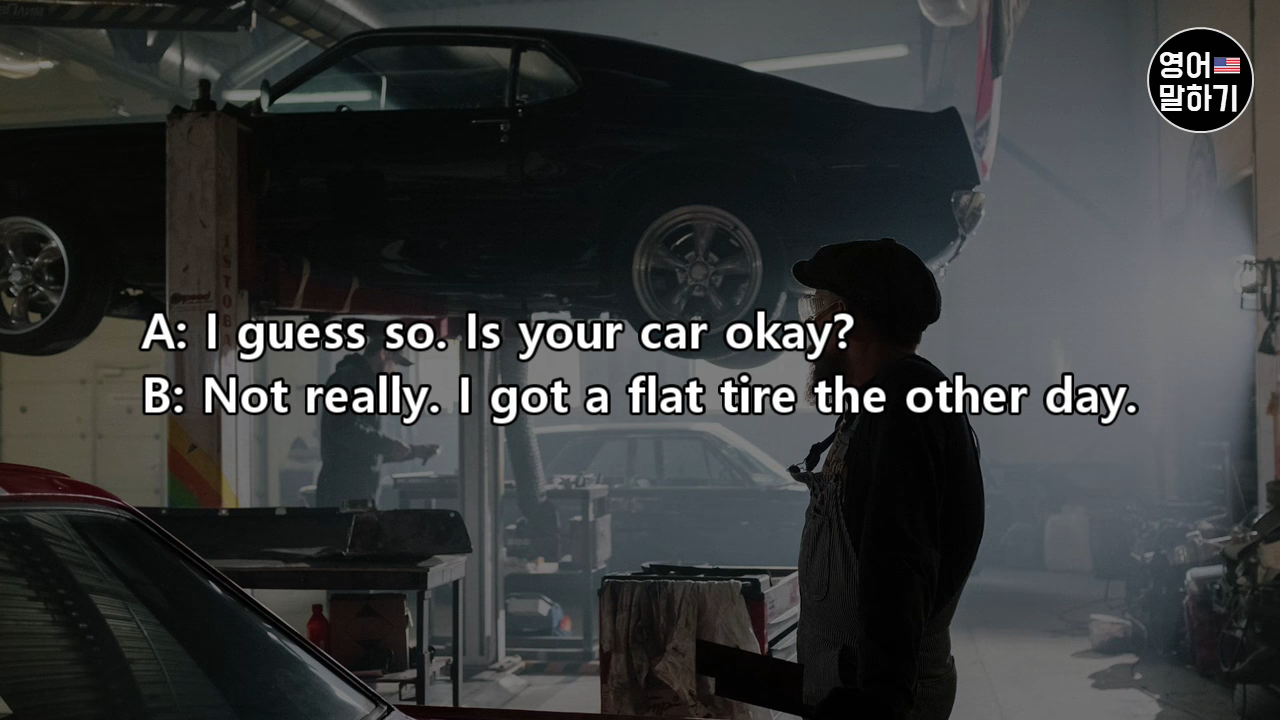 영어
말하기
A: I guess so. Is your car okay?
B: Not really. I got a flat tire the other day.